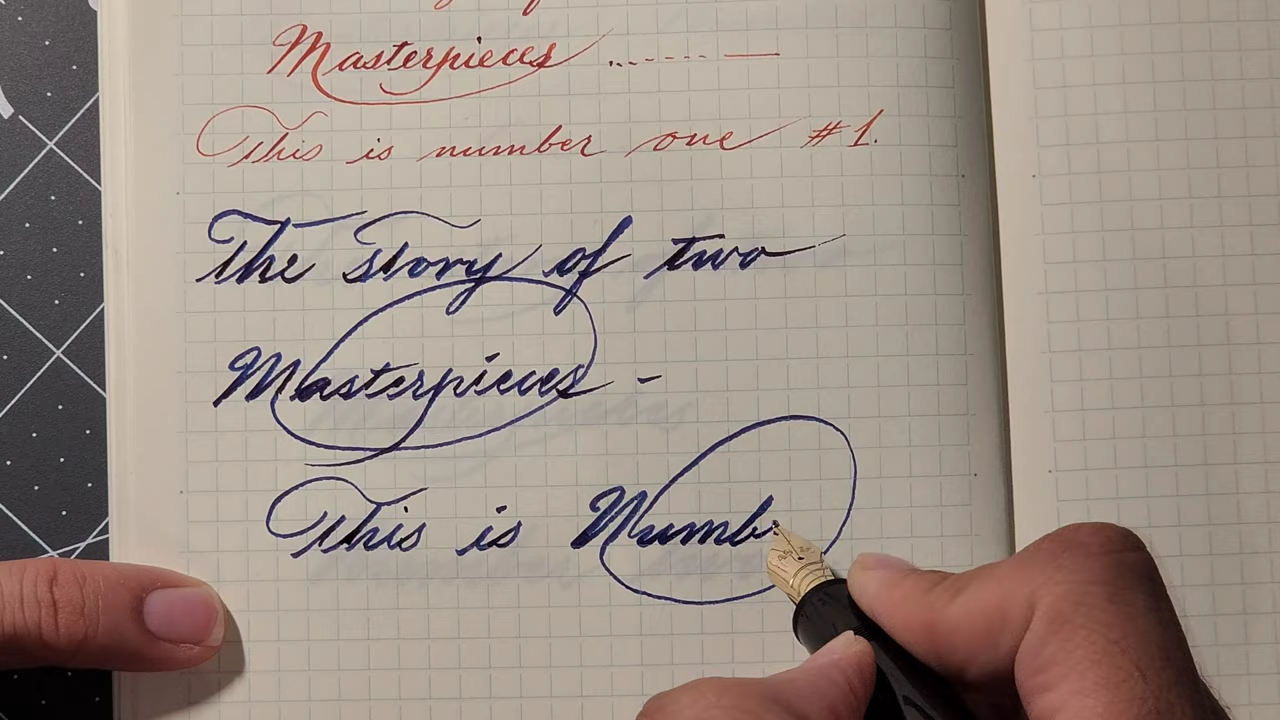 Masterpieces ....---- —
This is number one #1.
The story of two
Masterpieces -
This is Numb